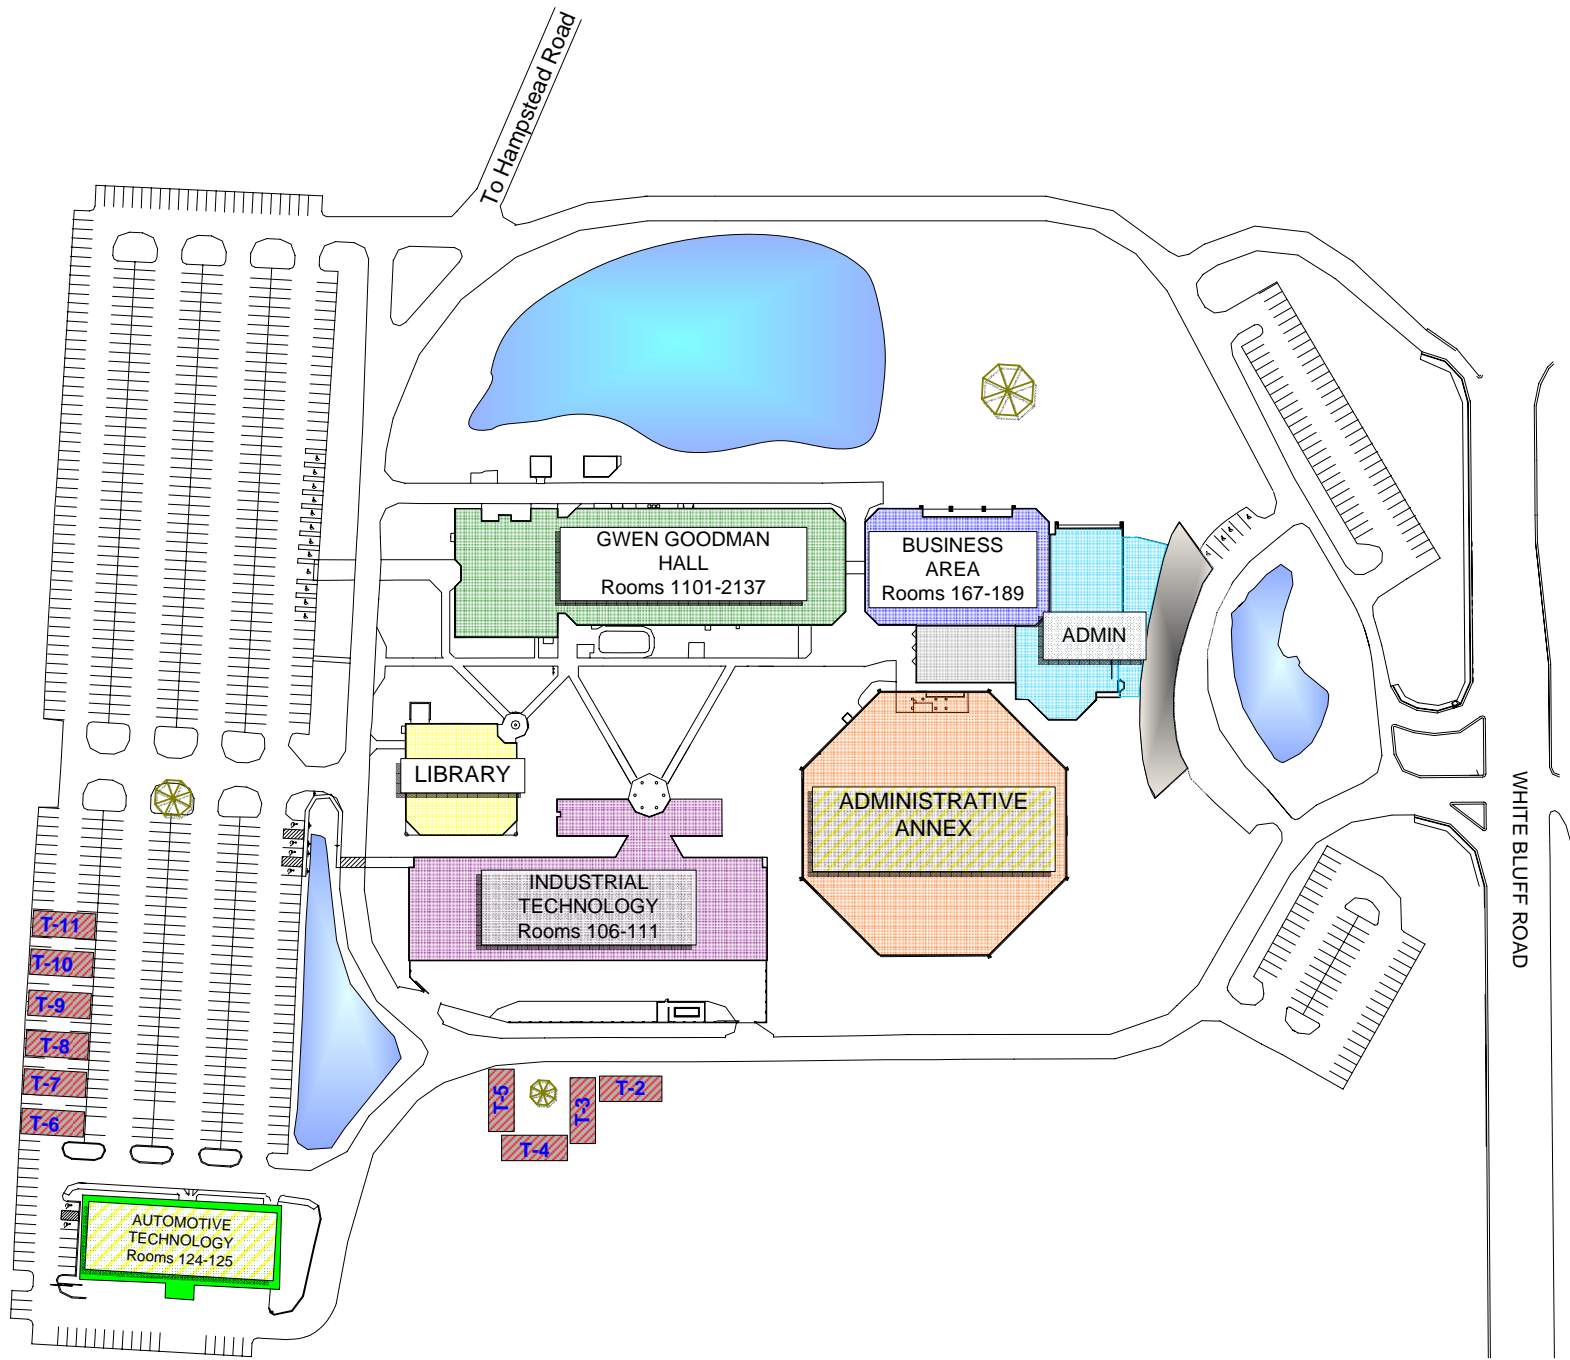 To Hampstead Road
GWEN GOODMAN
HALL
Rooms 1101-2137
BUSINESS
AREA
Rooms 167-189
ADMIN
LIBRARY
ADMINISTRATIVE
ANNEX
WHITE BLUFF ROAD
INDUSTRIAL
TECHNOLOGY
Rooms 106-111
T-11
T-10
T-9
T-8
T-7
T-6
T-5
T-3
T-2
T-4
AUTOMOTIVE
TECHNOLOGY
Rooms 124-125